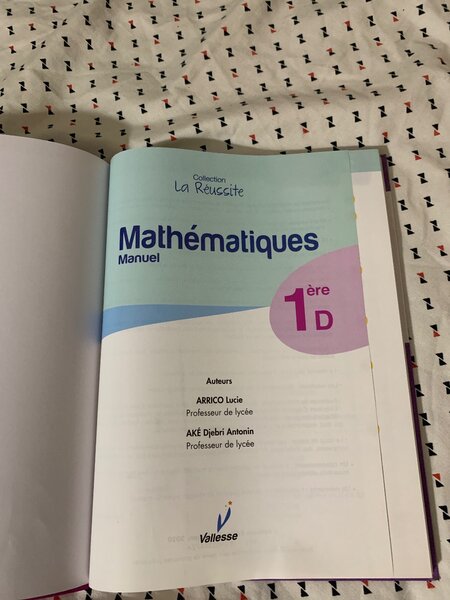 Collection
La Réussite
Mathématiques
Manuel
1ère D
Auteurs
ARRICO Lucie
Professeur de lycée
AKÉ Djebri Antonin
Professeur de lycée
Vallesse